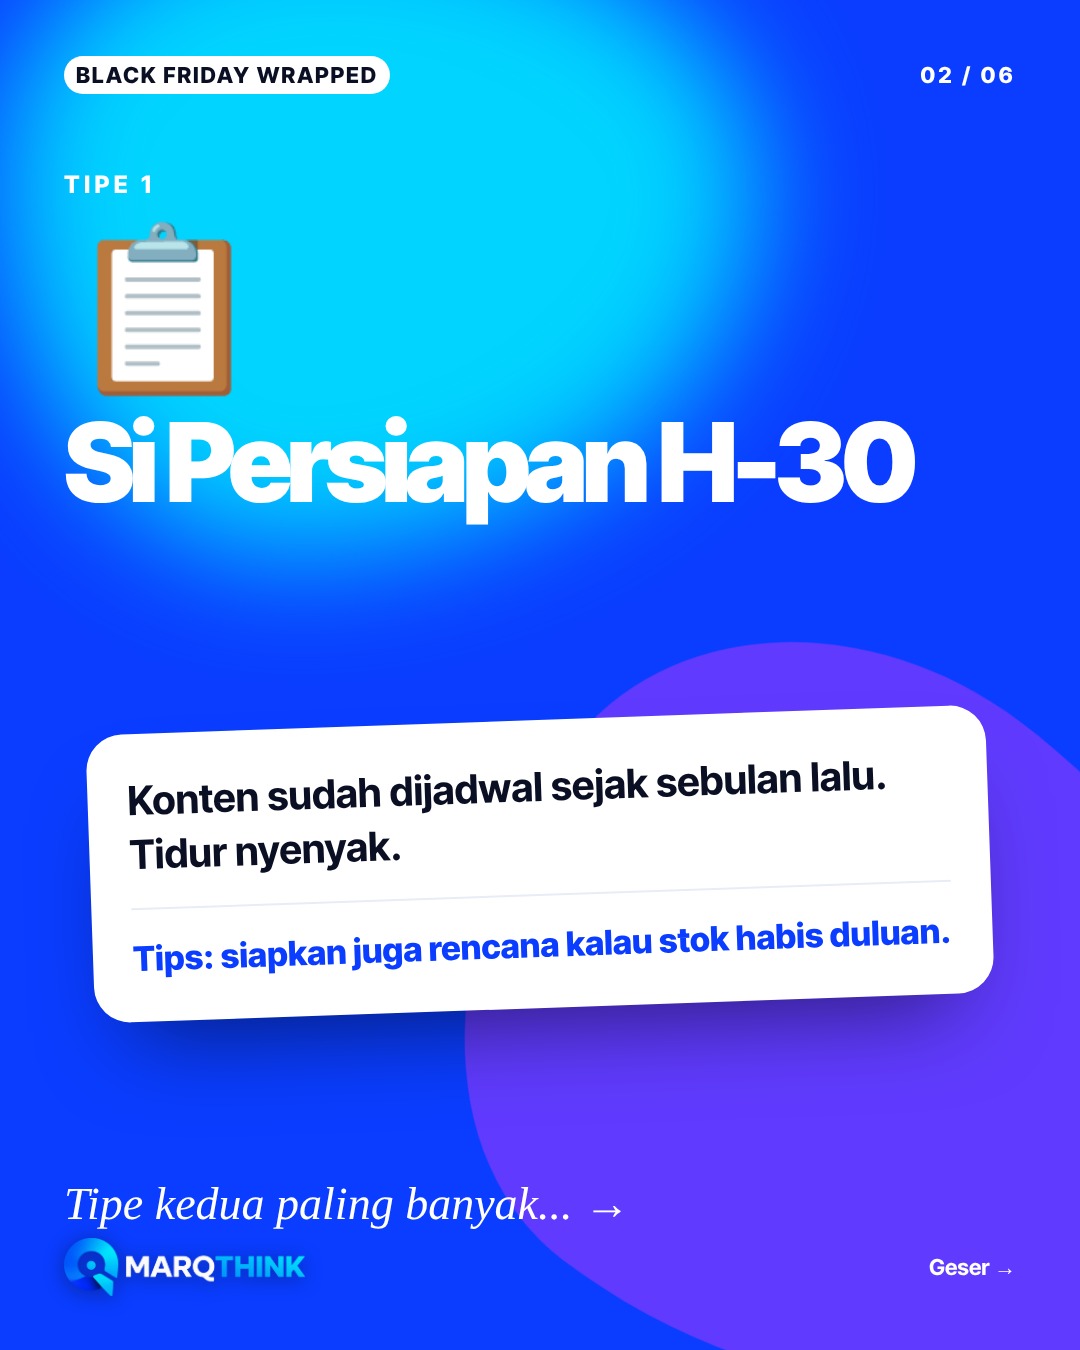 BLACK FRIDAY WRAPPED
02 / 06
TIPE 1
Si Persiapan H-30
Konten sudah dijadwal sejak sebulan lalu.
Tidur nyenyak.
Tips: siapkan juga rencana kalau stok habis duluan.
Tipe kedua paling banyak... →
MARQTHINK
Geser →